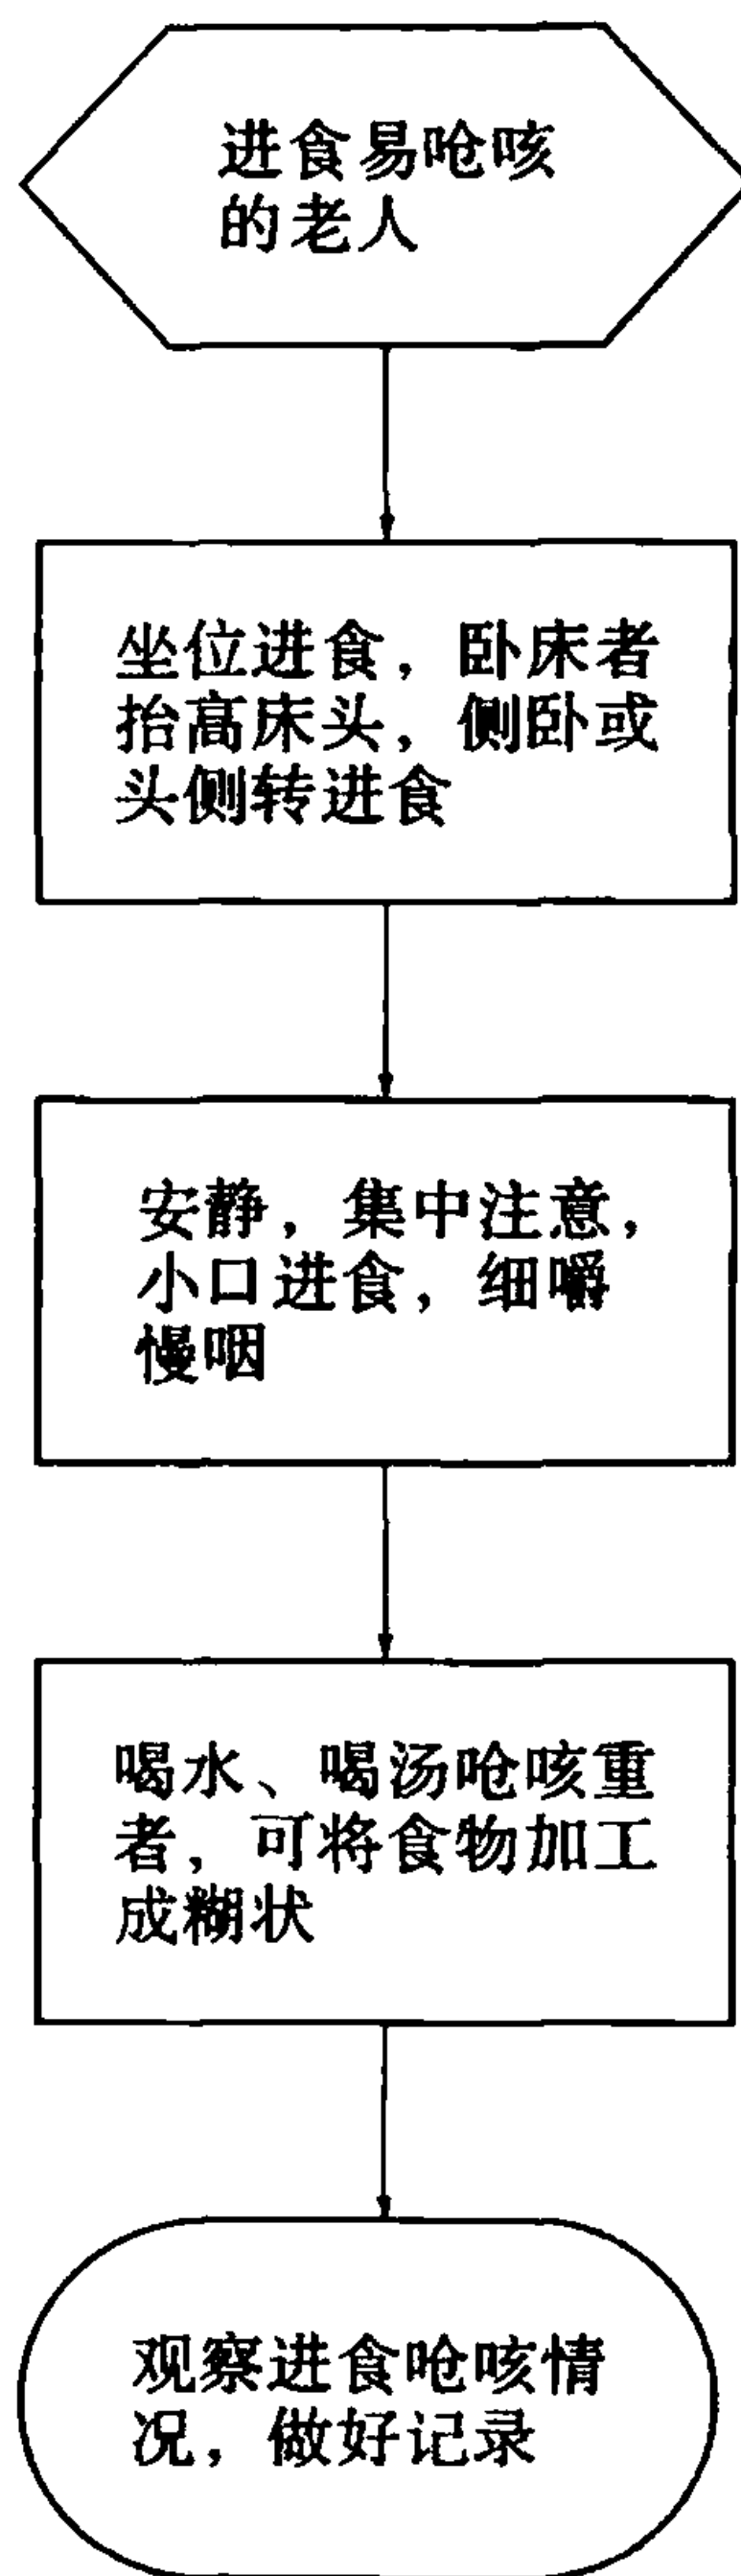 进食易呛咳
的老人
坐位进食，卧床者
抬高床头，侧卧或
头侧转进食
安静，集中注意，
小口进食，细嚼
慢咽
喝水、喝汤呛咳重
者，可将食物加工
成糊状
观察进食呛咳情
况，做好记录